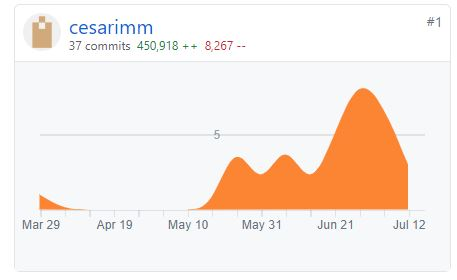 cesarimm
#1
37 commits 450,918 ++ 8,267 --
5
Mar 29 Apr 19 May 10 May 31 Jun 21 Jul 12